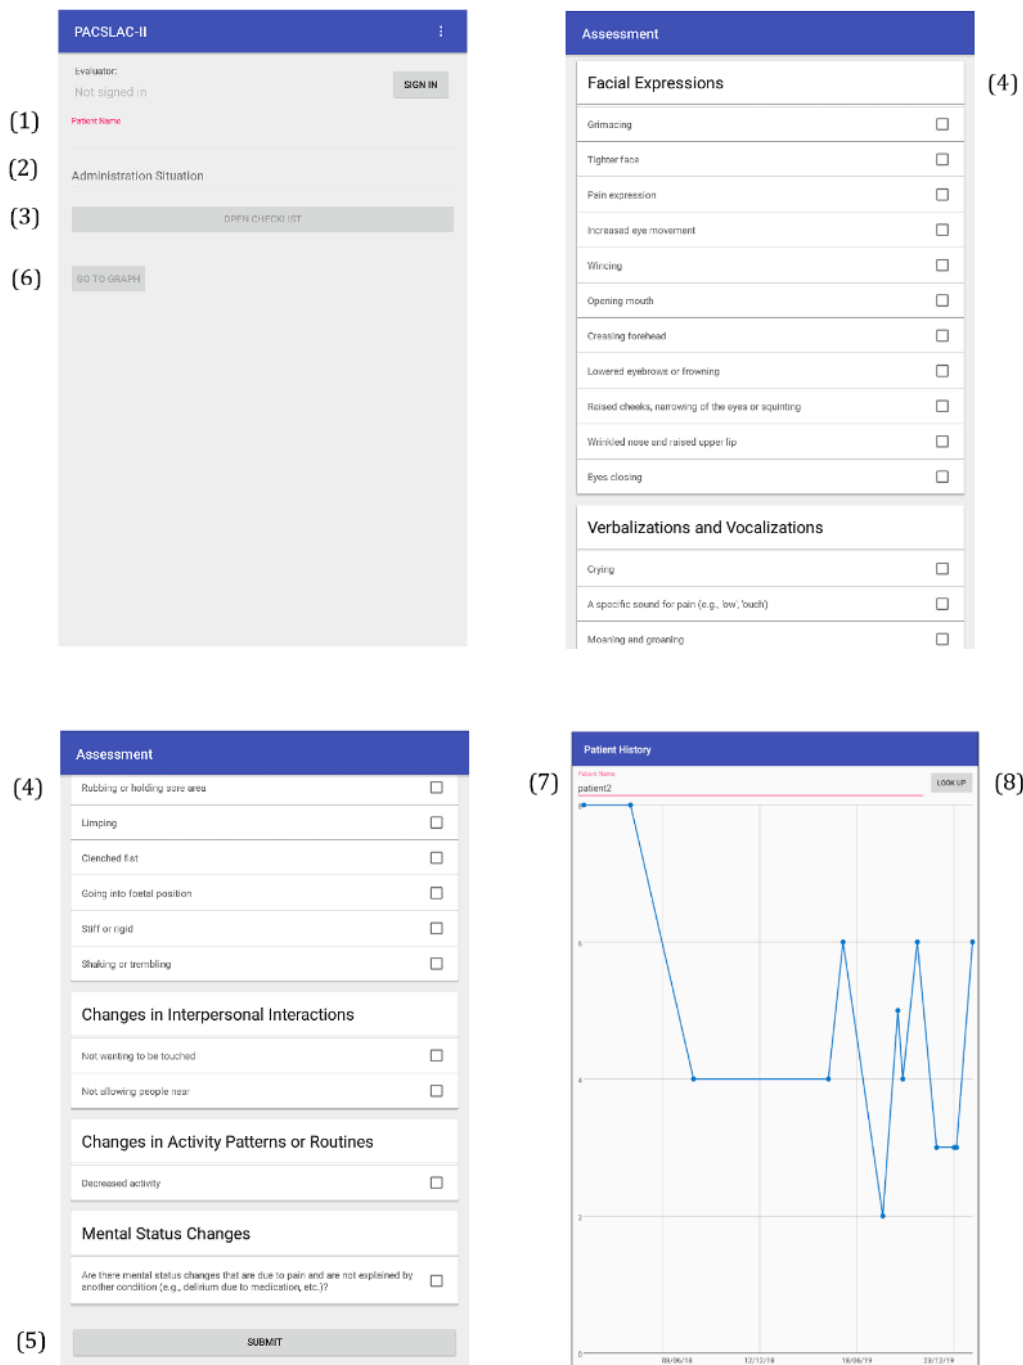 PACSLAC-II
Evaluator:
Not signed in
SIGN IN
(1)
Patient Name
(2)
Administration Situation
(3)
OPEN CHECKLIST
(6)
GO TO GRAPH
Assessment
(4)
Facial Expressions
Grimacing
Tighter face
Pain expression
Increased eye movement
Wincing
Opening mouth
Creasing forehead
Lowered eyebrows or frowning
Raised cheeks, narrowing of the eyes or squinting
Wrinkled nose and raised upper lip
Eyes closing
Verbalizations and Vocalizations
Crying
A specific sound for pain (e.g., 'ow', 'ouch')
Moaning and groaning
Assessment
(4)
Rubbing or holding sore area
Limping
Clenched fist
Going into foetal position
Stiff or rigid
Shaking or trembling
Changes in Interpersonal Interactions
Not wanting to be touched
Not allowing people near
Changes in Activity Patterns or Routines
Decreased activity
Mental Status Changes
Are there mental status changes that are due to pain and are not explained by
another condition (e.g., delirium due to medication, etc.)?
(5)
SUBMIT
Patient History
(7)
Patient Name
patient2
LOOK UP
(8)
8
6
4
2
0
08/06/18
12/12/18
18/06/19
23/12/19